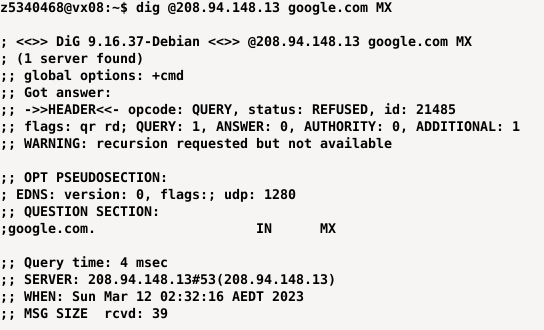 z5340468@vx08:~$ dig @208.94.148.13 google.com MX
; <<>> DiG 9.16.37-Debian <<>> @208.94.148.13 google.com MX
; (1 server found)
;; global options: +cmd
;; Got answer:
;; ->>HEADER<<- opcode: QUERY, status: REFUSED, id: 21485
;; flags: qr rd; QUERY: 1, ANSWER: 0, AUTHORITY: 0, ADDITIONAL: 1
;; WARNING: recursion requested but not available
;; OPT PSEUDOSECTION:
; EDNS: version: 0, flags:; udp: 1280
;; QUESTION SECTION:
;google.com.                    IN      MX
;; Query time: 4 msec
;; SERVER: 208.94.148.13#53(208.94.148.13)
;; WHEN: Sun Mar 12 02:32:16 AEDT 2023
;; MSG SIZE  rcvd: 39